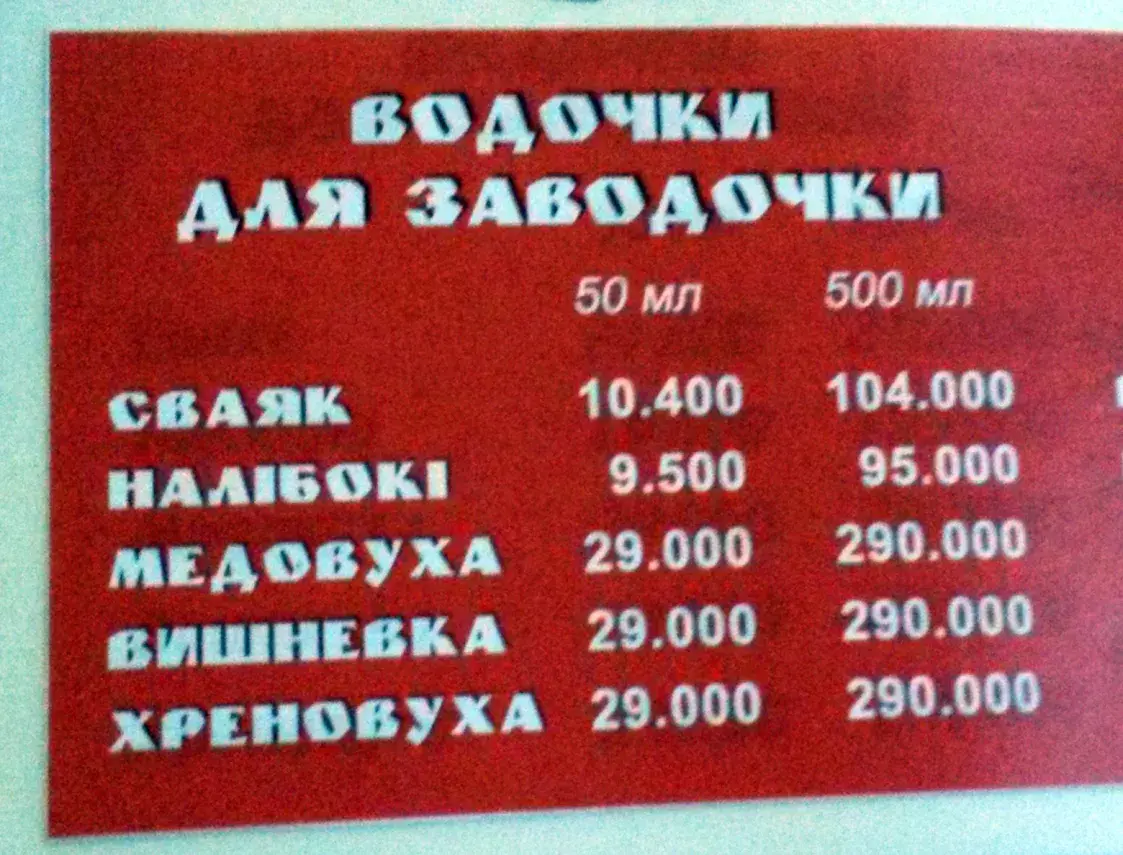 ВОДОЧКИ
ДЛЯ ЗАВОДОЧКИ
50 мл 500 мл
СВАЯК 10.400 104.000
НАЛІБОКІ 9.500 95.000
МЕДОВУХА 29.000 290.000
ВИШНЕВКА 29.000 290.000
ХРЕНОВУХА 29.000 290.000